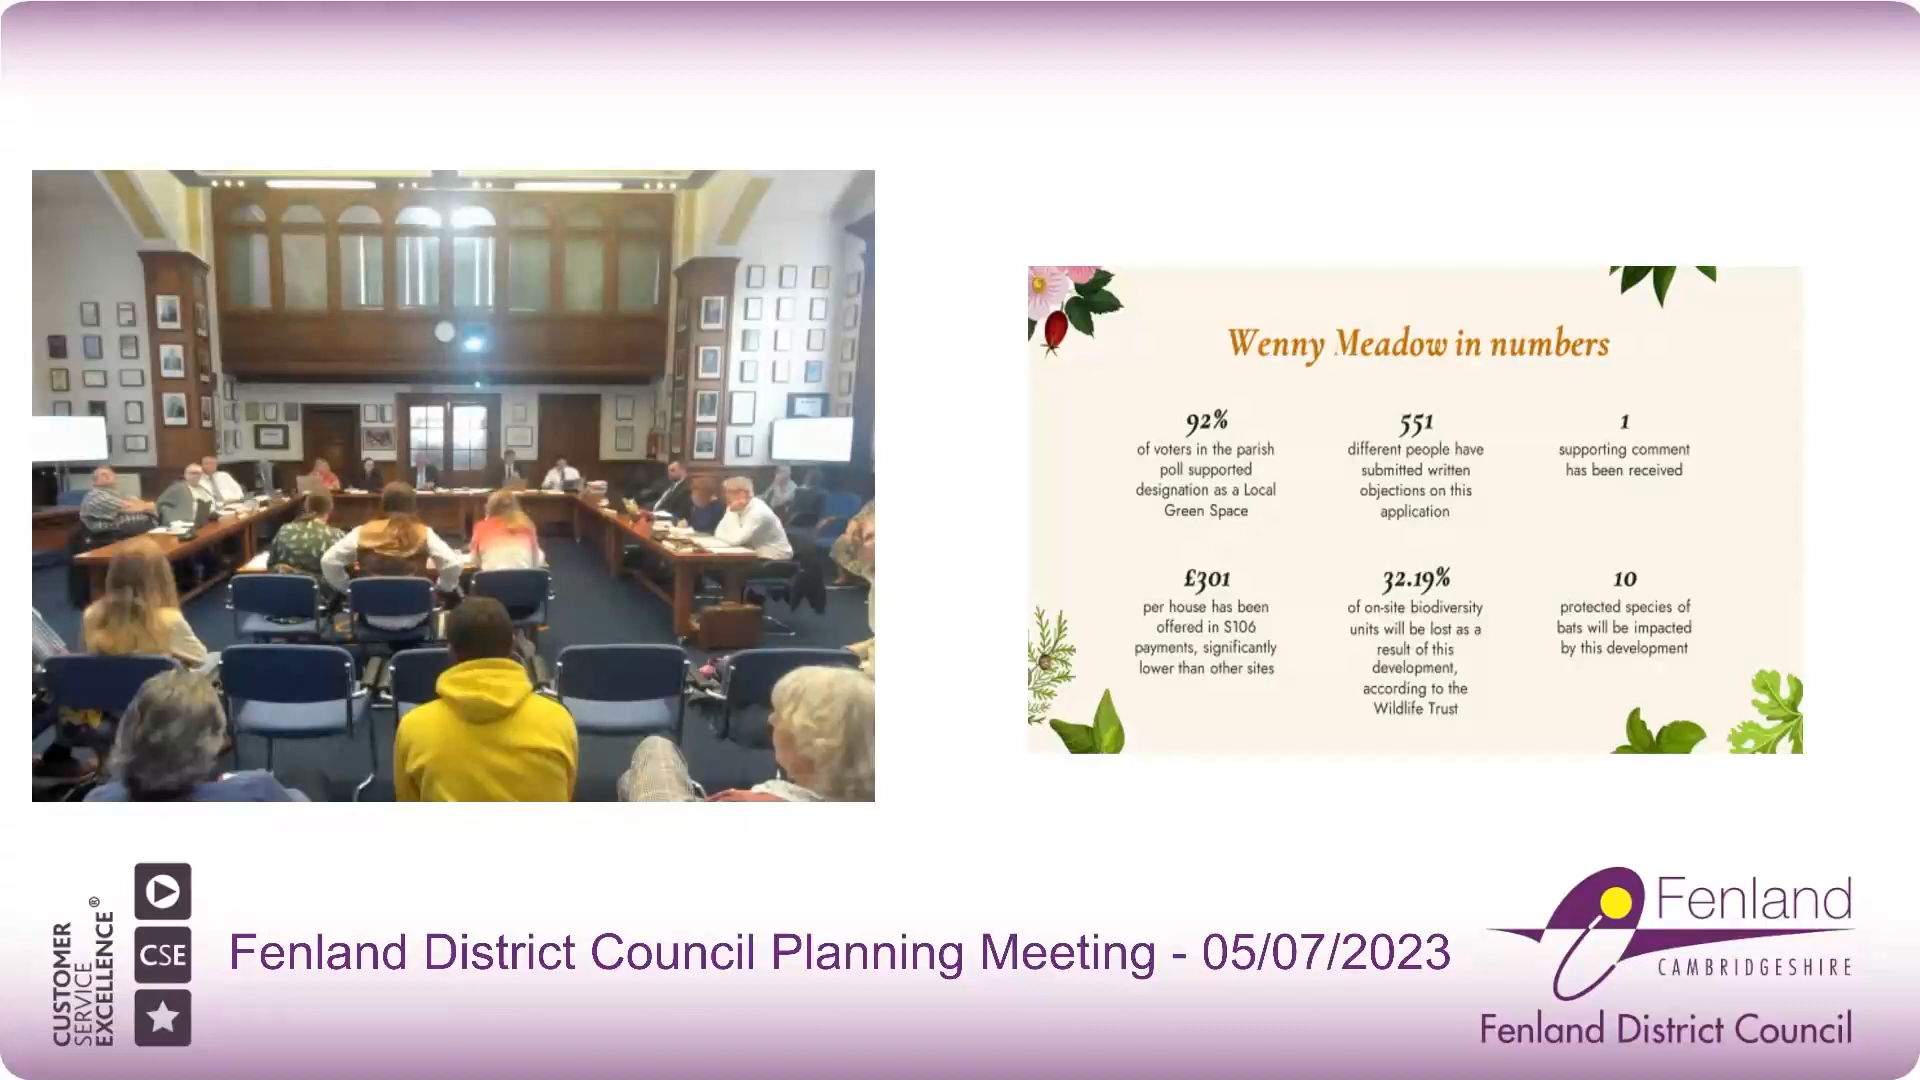 Wenny Meadow in numbers
92%
of voters in the parish
poll supported
designation as a Local
Green Space
551
different people have
submitted written
objections on this
application
1
supporting comment
has been received
£301
per house has been
offered in S106
payments, significantly
lower than other sites
32.19%
of on-site biodiversity
units will be lost as a
result of this
development,
according to the
Wildlife Trust
10
protected species of
bats will be impacted
by this development
CUSTOMER
SERVICE
EXCELLENCE®
CSE
Fenland District Council Planning Meeting - 05/07/2023
Fenland
CAMBRIDGESHIRE
Fenland District Council